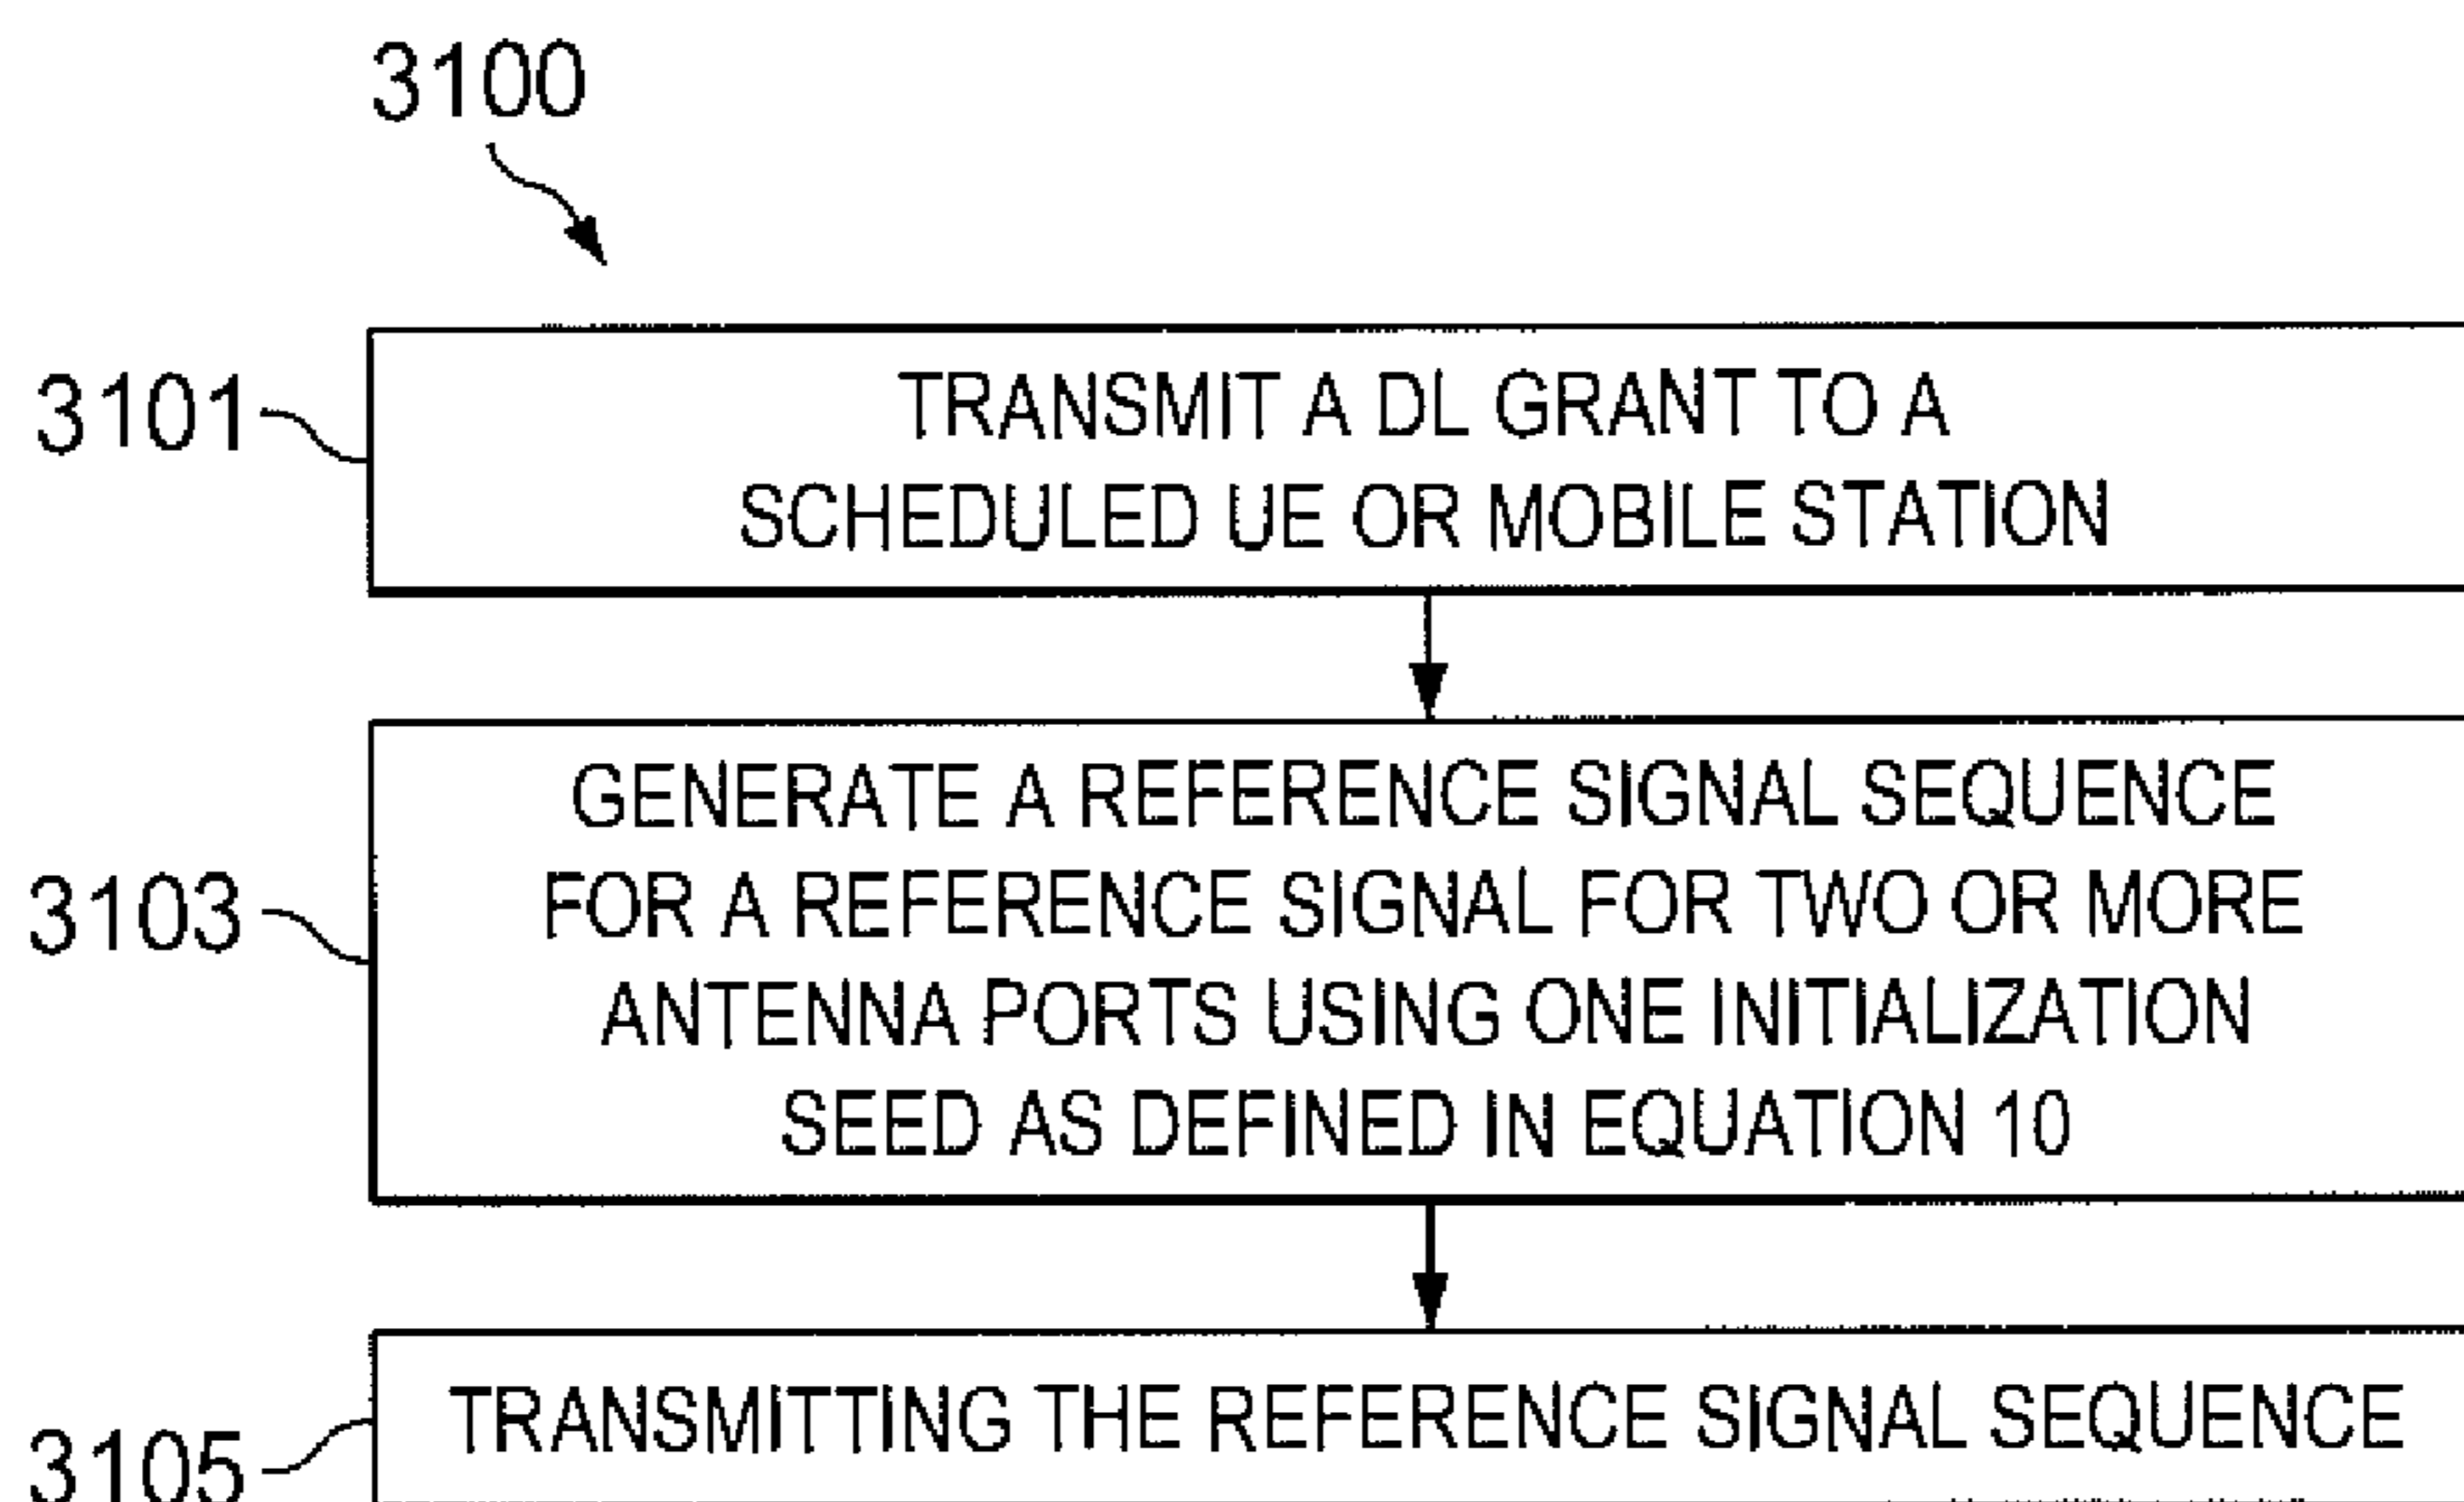 3100
3101
TRANSMIT A DL GRANT TO A
SCHEDULED UE OR MOBILE STATION
3103
GENERATE A REFERENCE SIGNAL SEQUENCE
FOR A REFERENCE SIGNAL FOR TWO OR MORE
ANTENNA PORTS USING ONE INITIALIZATION
SEED AS DEFINED IN EQUATION 10
3105
TRANSMITTING THE REFERENCE SIGNAL SEQUENCE